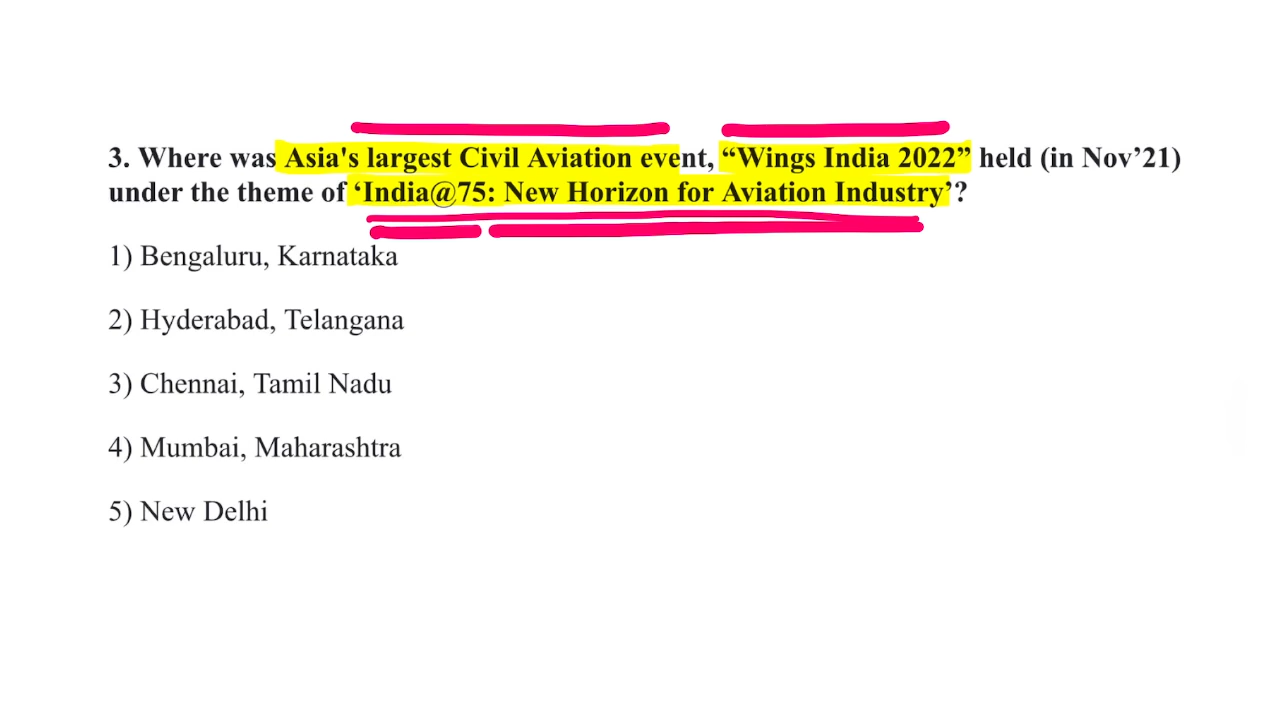 3. Where was Asia's largest Civil Aviation event, “Wings India 2022” held (in Nov’21)
under the theme of ‘India@75: New Horizon for Aviation Industry’?
1) Bengaluru, Karnataka
2) Hyderabad, Telangana
3) Chennai, Tamil Nadu
4) Mumbai, Maharashtra
5) New Delhi